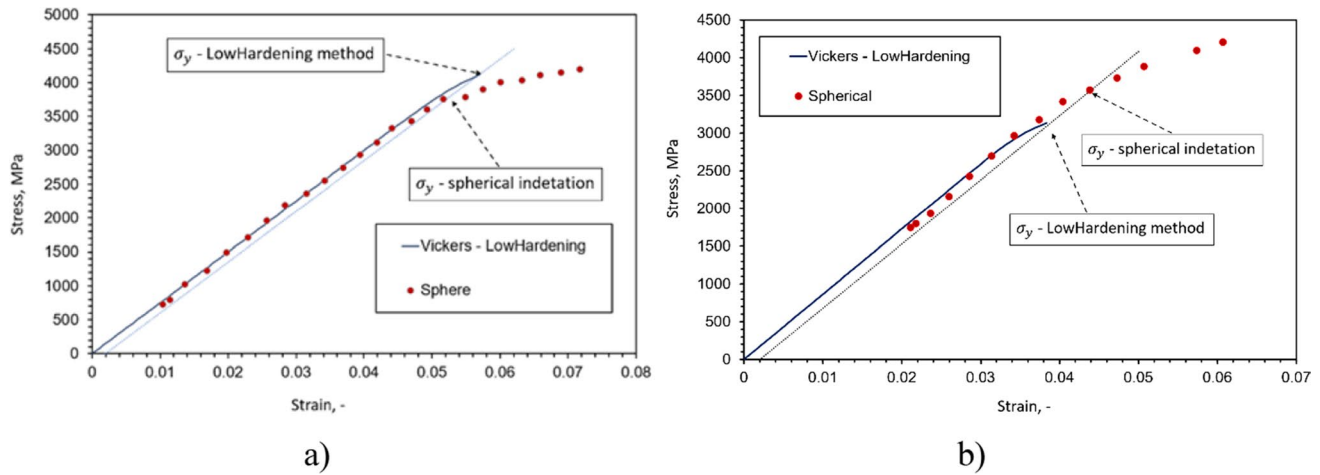 5000
4500
4000
3500
3000
2500
2000
1500
1000
500
0
Stress, MPa
σy - LowHardening method
σy - spherical indetation
Vickers - LowHardening
Sphere
0 0.01 0.02 0.03 0.04 0.05 0.06 0.07 0.08
Strain, -
a)
4500
4000
3500
3000
2500
2000
1500
1000
500
0
Stress, MPa
Vickers - LowHardening
Spherical
σy - spherical indetation
σy - LowHardening method
0 0.01 0.02 0.03 0.04 0.05 0.06 0.07
Strain, -
b)